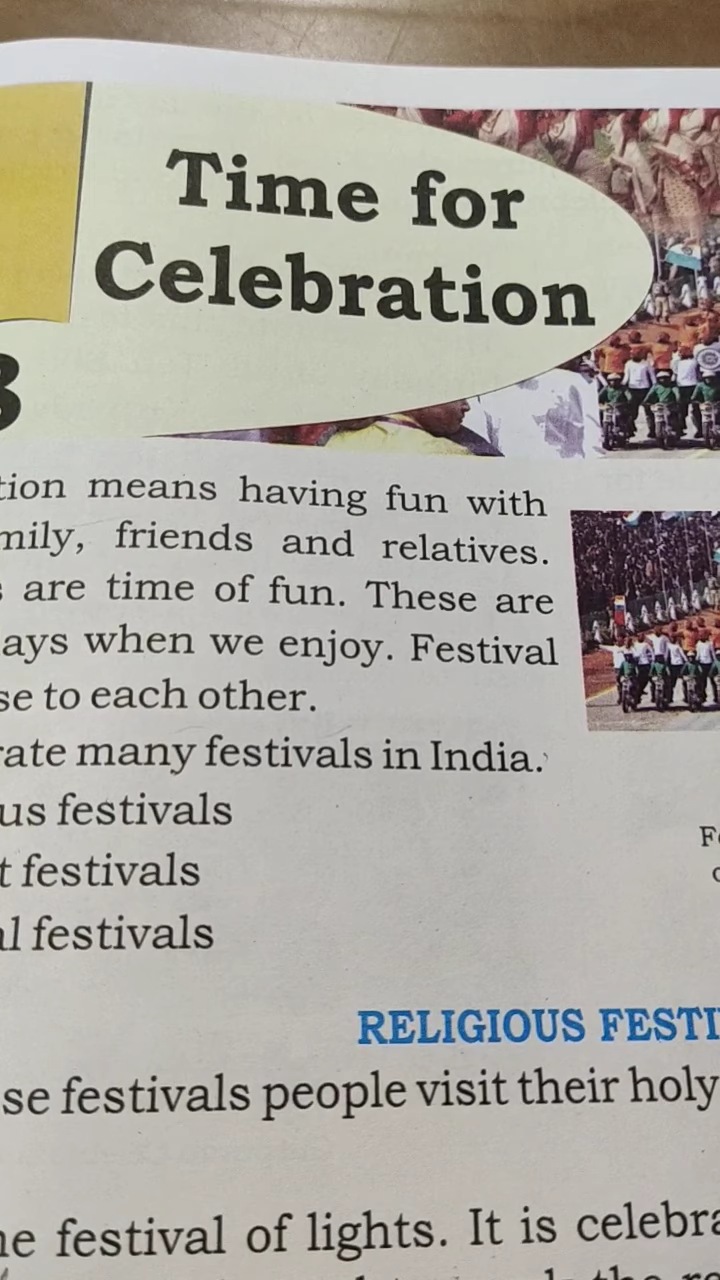 Time for
Celebration
3
tion means having fun with
mily, friends and relatives.
s are time of fun. These are
ays when we enjoy. Festival
se to each other.
rate many festivals in India.
us festivals
t festivals
al festivals
RELIGIOUS FESTI
se festivals people visit their holy
e festival of lights. It is celebra